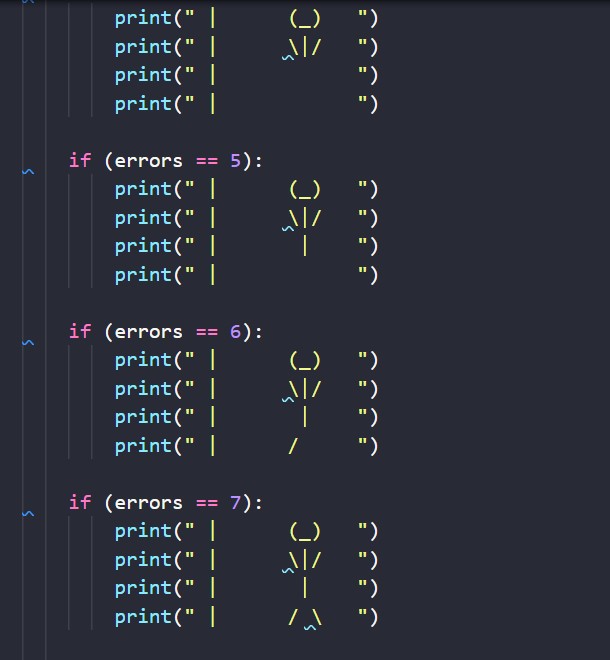 print(" |      (_)   ")
print(" |      \|/   ")
print(" |            ")
print(" |            ")
if (errors == 5):
print(" |      (_)   ")
print(" |      \|/   ")
print(" |       |    ")
print(" |            ")
if (errors == 6):
print(" |      (_)   ")
print(" |      \|/   ")
print(" |       |    ")
print(" |      /     ")
if (errors == 7):
print(" |      (_)   ")
print(" |      \|/   ")
print(" |       |    ")
print(" |      / \   ")